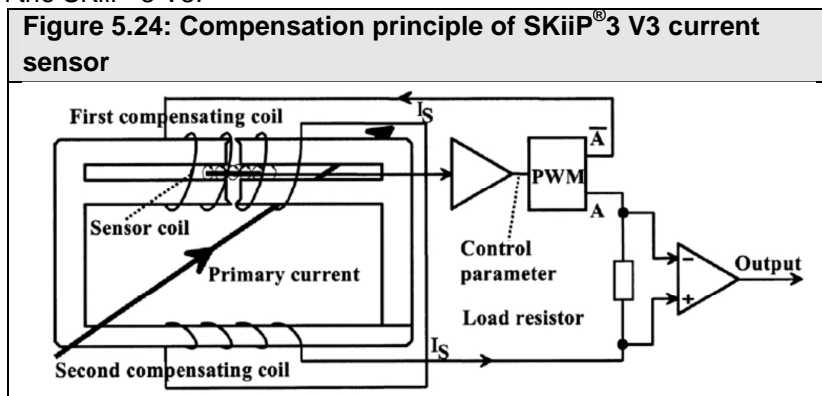 Figure 5.24: Compensation principle of SKiiP®3 V3 current
sensor
First compensating coil
IS
A
PWM
A
Sensor coil
Primary current
Control
parameter
Load resistor
−
+
Output
IS
Second compensating coil